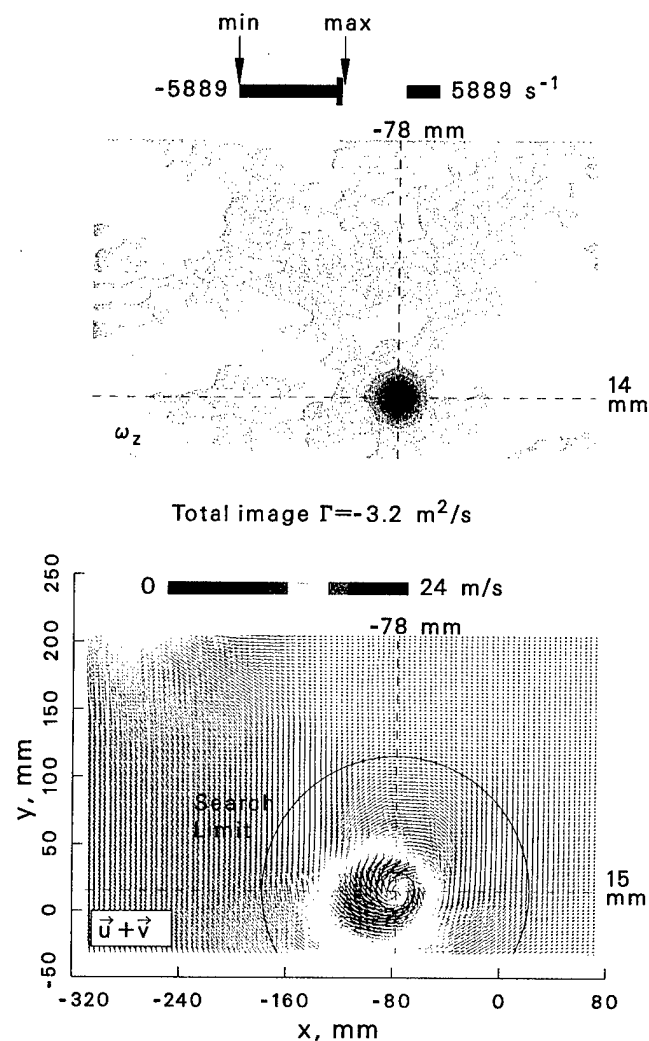 min max
-5889 5889 s⁻¹
-78 mm
14
mm
ω_z
Total image Γ=-3.2 m²/s
250
200
150
100
50
0
-50
y, mm
0 24 m/s
-78 mm
Search
Limit
15
mm
u⃗+v⃗
-320 -240 -160 -80 0 80
x, mm